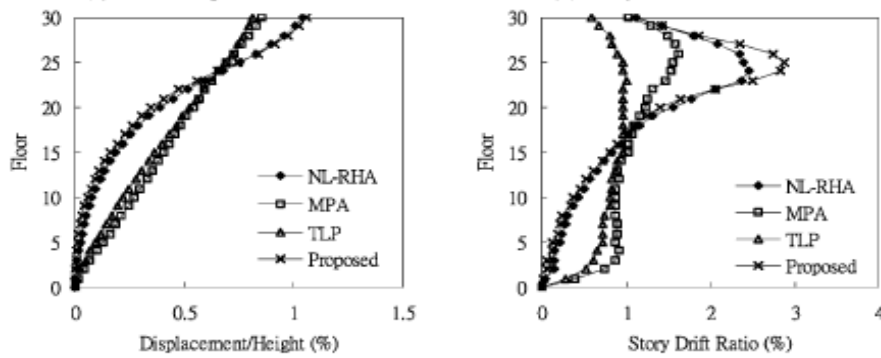 30
25
20
15
10
5
0
Floor
0
0.5
1
1.5
Displacement/Height (%)
NL-RHA
MPA
TLP
Proposed
30
25
20
15
10
5
0
Floor
0
1
2
3
4
Story Drift Ratio (%)
NL-RHA
MPA
TLP
Proposed